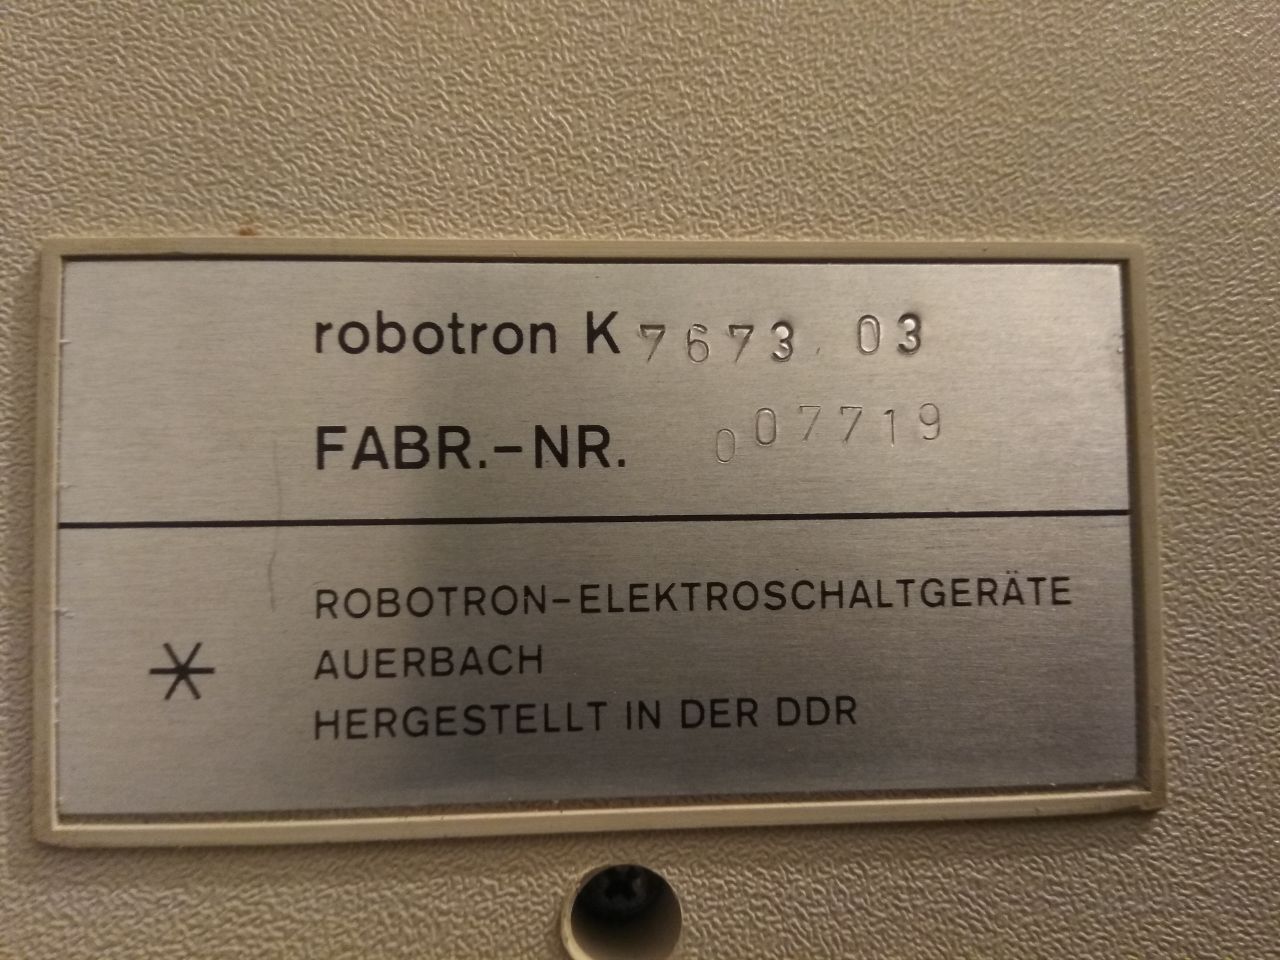 robotron K 7673.03
FABR.-NR. 007719
ROBOTRON-ELEKTROSCHALTGERÄTE
AUERBACH
HERGESTELLT IN DER DDR